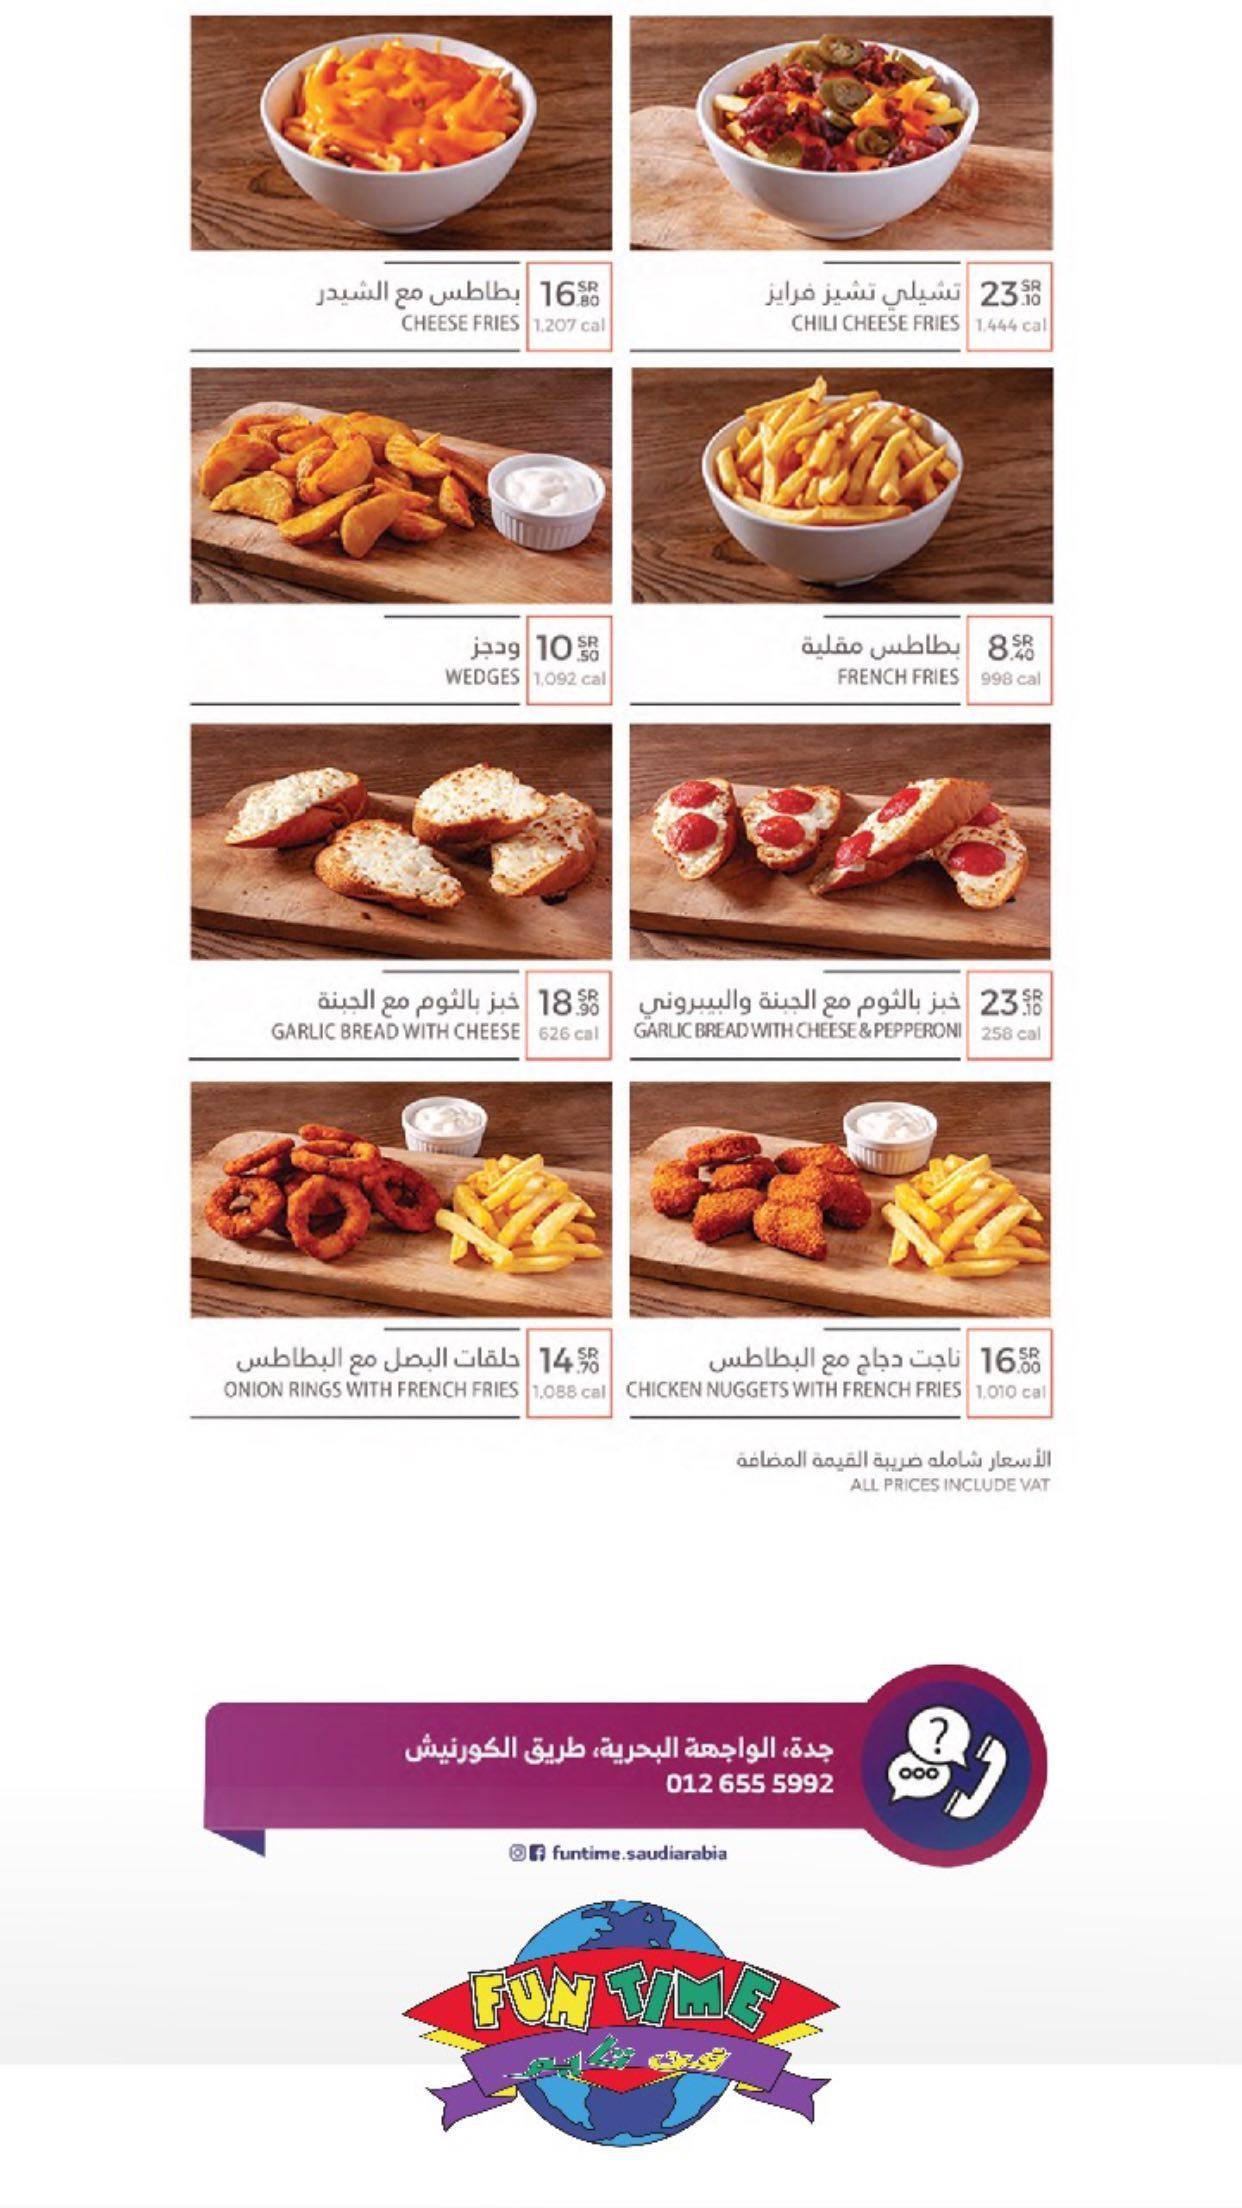 بطاطس مع الشيدر
CHEESE FRIES
16 SR .80
1,207 cal
تشيلي تشيز فرايز
CHILI CHEESE FRIES
23 SR .10
1,444 cal
ودجز
WEDGES
10 SR .50
1,092 cal
بطاطس مقلية
FRENCH FRIES
8 SR .40
998 cal
خبز بالثوم مع الجبنة
GARLIC BREAD WITH CHEESE
18 SR .90
626 cal
خبز بالثوم مع الجبنة والبيبروني
GARLIC BREAD WITH CHEESE & PEPPERONI
23 SR .10
258 cal
حلقات البصل مع البطاطس
ONION RINGS WITH FRENCH FRIES
14 SR .70
1,088 cal
ناجت دجاج مع البطاطس
CHICKEN NUGGETS WITH FRENCH FRIES
16 SR .00
1,010 cal
الأسعار شامله ضريبة القيمة المضافة
ALL PRICES INCLUDE VAT
جدة، الواجهة البحرية، طريق الكورنيش
012 655 5992
funtime.saudiarabia
FUN TIME
فن تايم